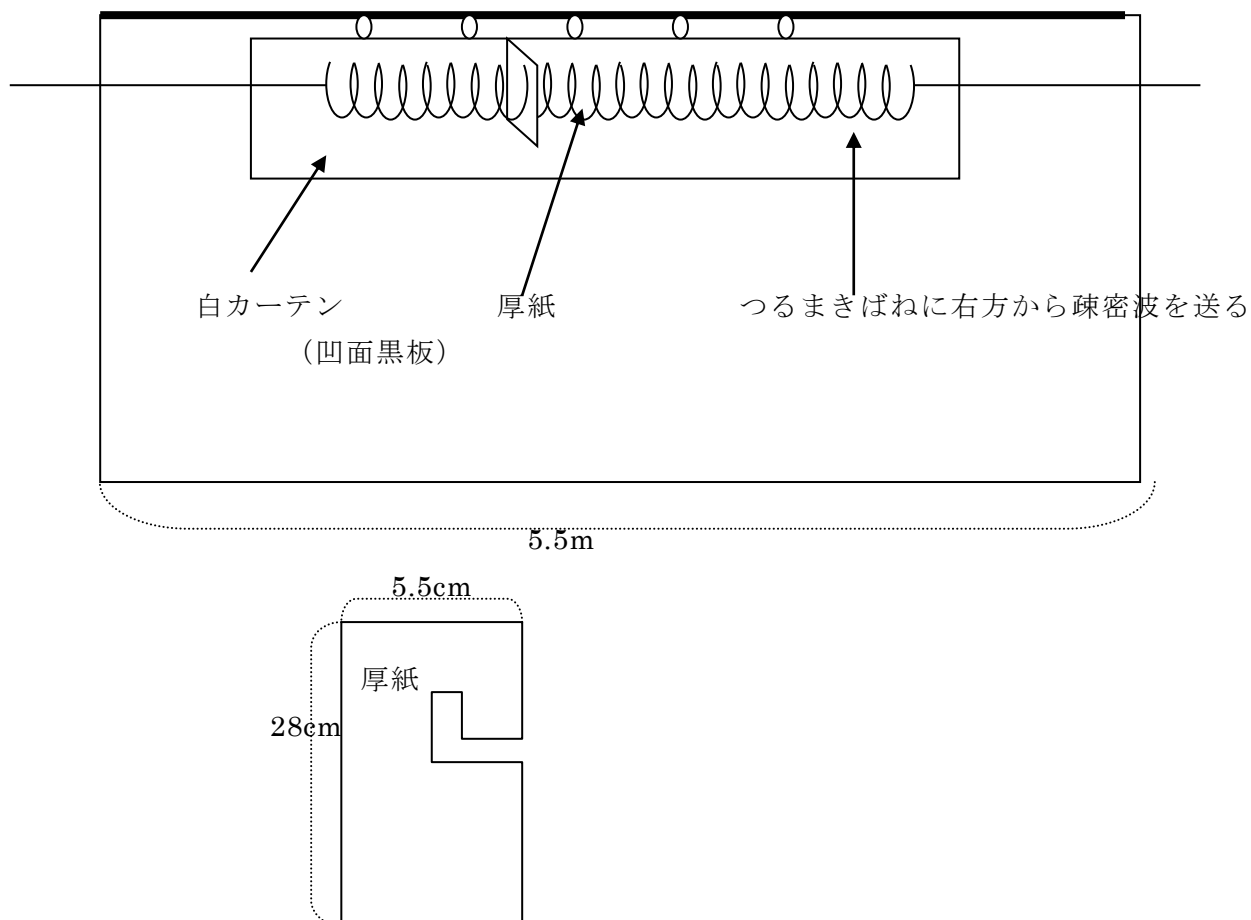 白カーテン
厚紙
つるまきばねに右方から疎密波を送る
（凹面黒板）
5.5m
5.5cm
厚紙
28cm